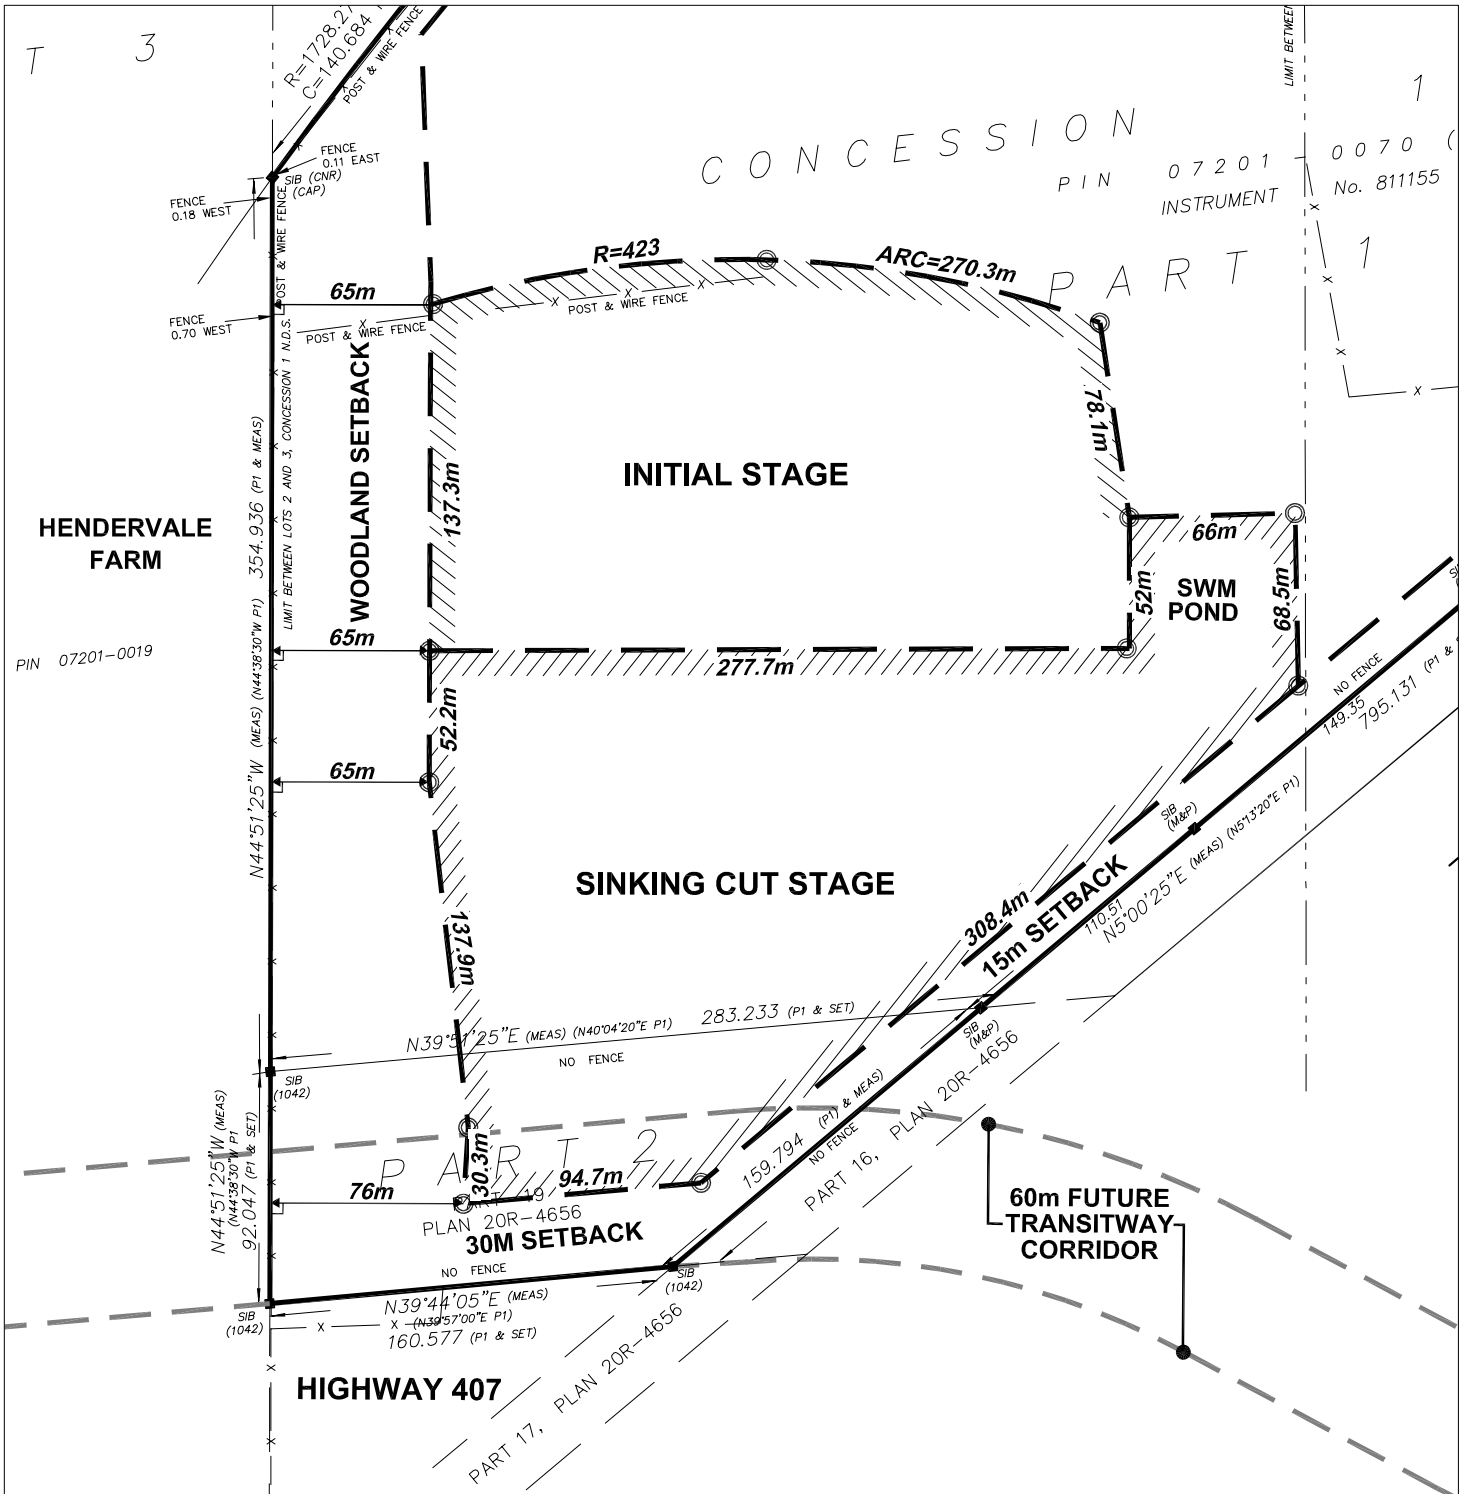 T 3
R=1728.27
C=140.684
POST & WIRE FENCE
LIMIT BETWEEN
CONCESSION
1
PIN 07201 - 0070 (
INSTRUMENT No. 811155
PART 1
FENCE
0.11 EAST
SIB (CNR)
(CAP)
FENCE
0.18 WEST
POST & WIRE FENCE
R=423
ARC=270.3m
65m
POST & WIRE FENCE
FENCE
0.70 WEST
POST & WIRE FENCE
LIMIT BETWEEN LOTS 2 AND 3, CONCESSION 1 N.D.S.
WOODLAND SETBACK
137.3m
INITIAL STAGE
78.1m
HENDERVALE
FARM
N44°51'25"W (MEAS) (N44°38'30"W P1) 354.936 (P1 & MEAS)
66m
52m
SWM
POND
68.5m
PIN 07201-0019
65m
277.7m
52.2m
65m
NO FENCE
149.35
795.131 (P1 &
SIB
(M&P)
SINKING CUT STAGE
308.4m
15m SETBACK
110.51
N5°00'25"E (MEAS) (N5°13'20"E P1)
137.9m
N39°51'25"E (MEAS) (N40°04'20"E P1) 283.233 (P1 & SET)
NO FENCE
SIB
(M&P)
SIB
(1042)
N44°51'25"W (MEAS)
(N44°38'30"W P1
92.047 (P1 & SET)
159.794 (P1) & MEAS)
NO FENCE
PART 16, PLAN 20R-4656
PART 2
30.3m
94.7m
76m
19
PLAN 20R-4656
30M SETBACK
60m FUTURE
TRANSITWAY
CORRIDOR
NO FENCE
SIB
(1042)
SIB
(1042)
N39°44'05"E (MEAS)
(N39°57'00"E P1)
160.577 (P1 & SET)
HIGHWAY 407
PART 17, PLAN 20R-4656